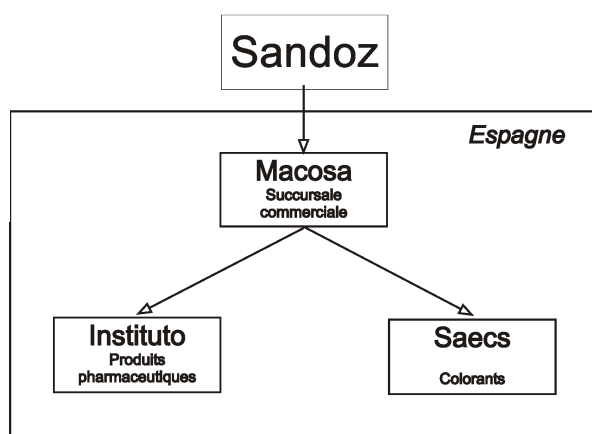 Sandoz
Espagne
Macosa
Succursale
commerciale
Instituto
Produits
pharmaceutiques
Saecs
Colorants